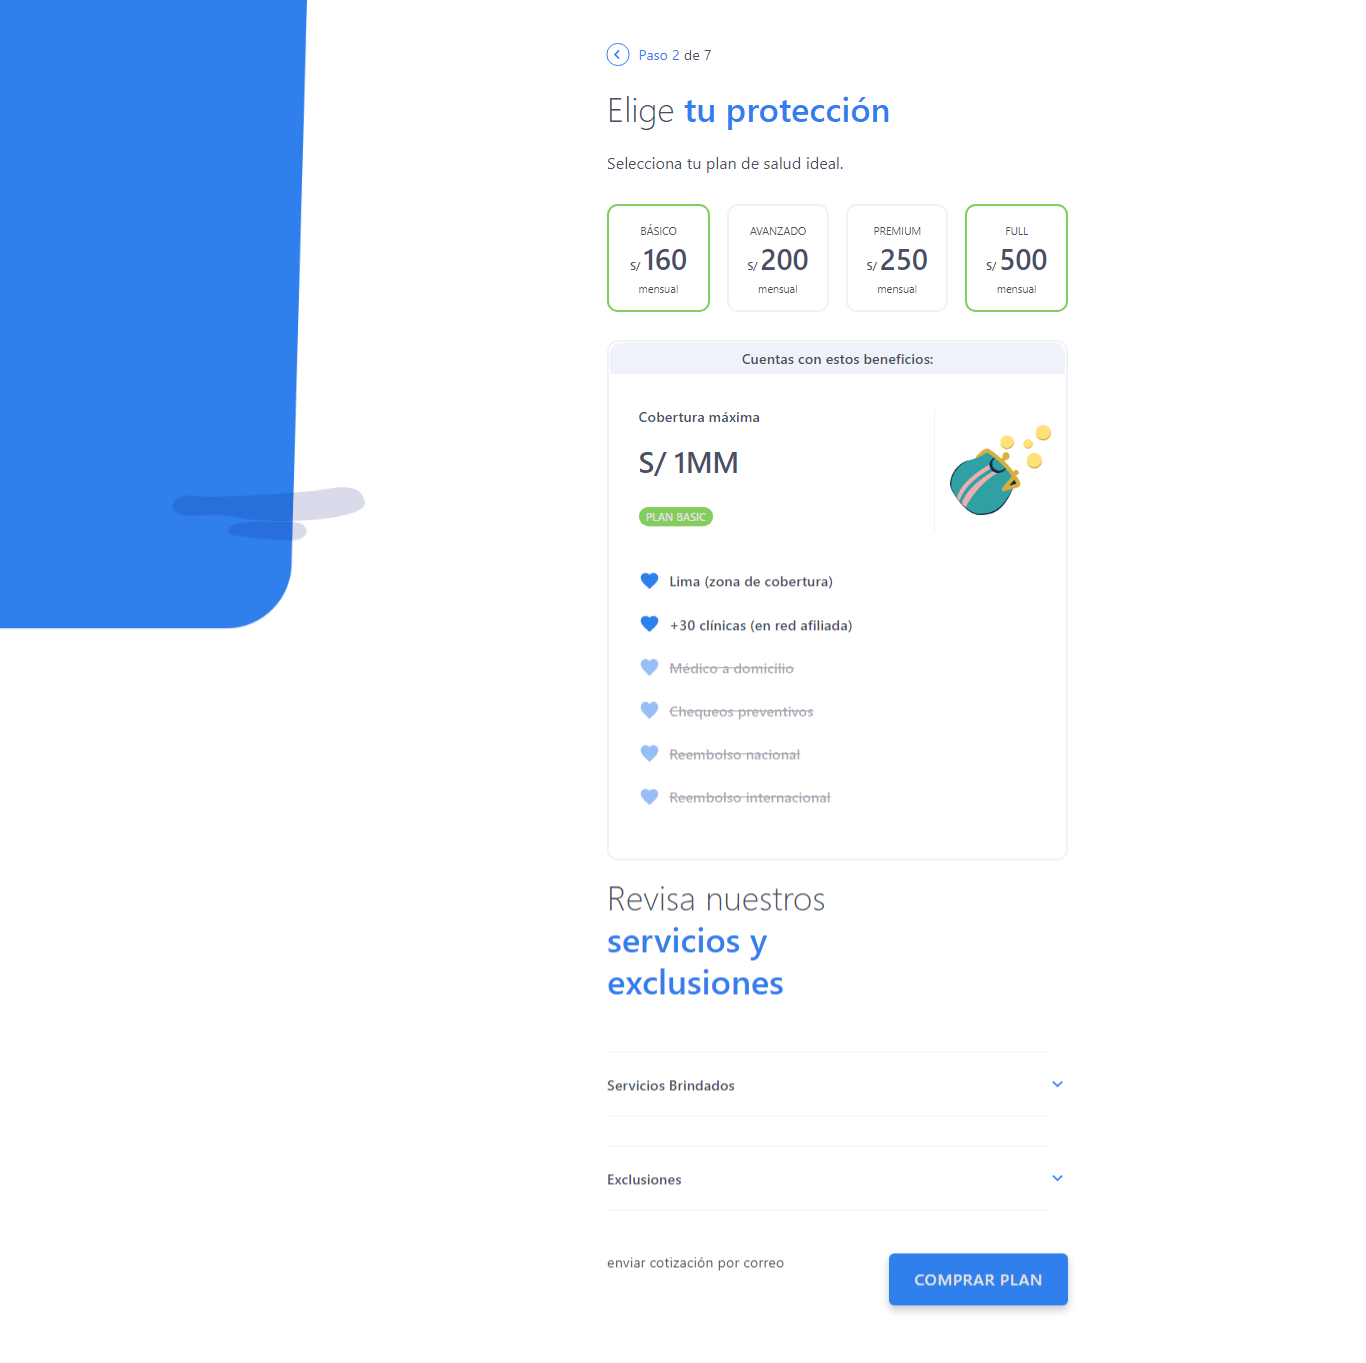 Paso 2 de 7
Elige tu protección
Selecciona tu plan de salud ideal.
BÁSICO
S/ 160
mensual
AVANZADO
S/ 200
mensual
PREMIUM
S/ 250
mensual
FULL
S/ 500
mensual
Cuentas con estos beneficios:
Cobertura máxima
S/ 1MM
PLAN BASIC
Lima (zona de cobertura)
+30 clínicas (en red afiliada)
Médico a domicilio
Chequeos preventivos
Reembolso nacional
Reembolso internacional
Revisa nuestros
servicios y
exclusiones
Servicios Brindados
Exclusiones
enviar cotización por correo
COMPRAR PLAN